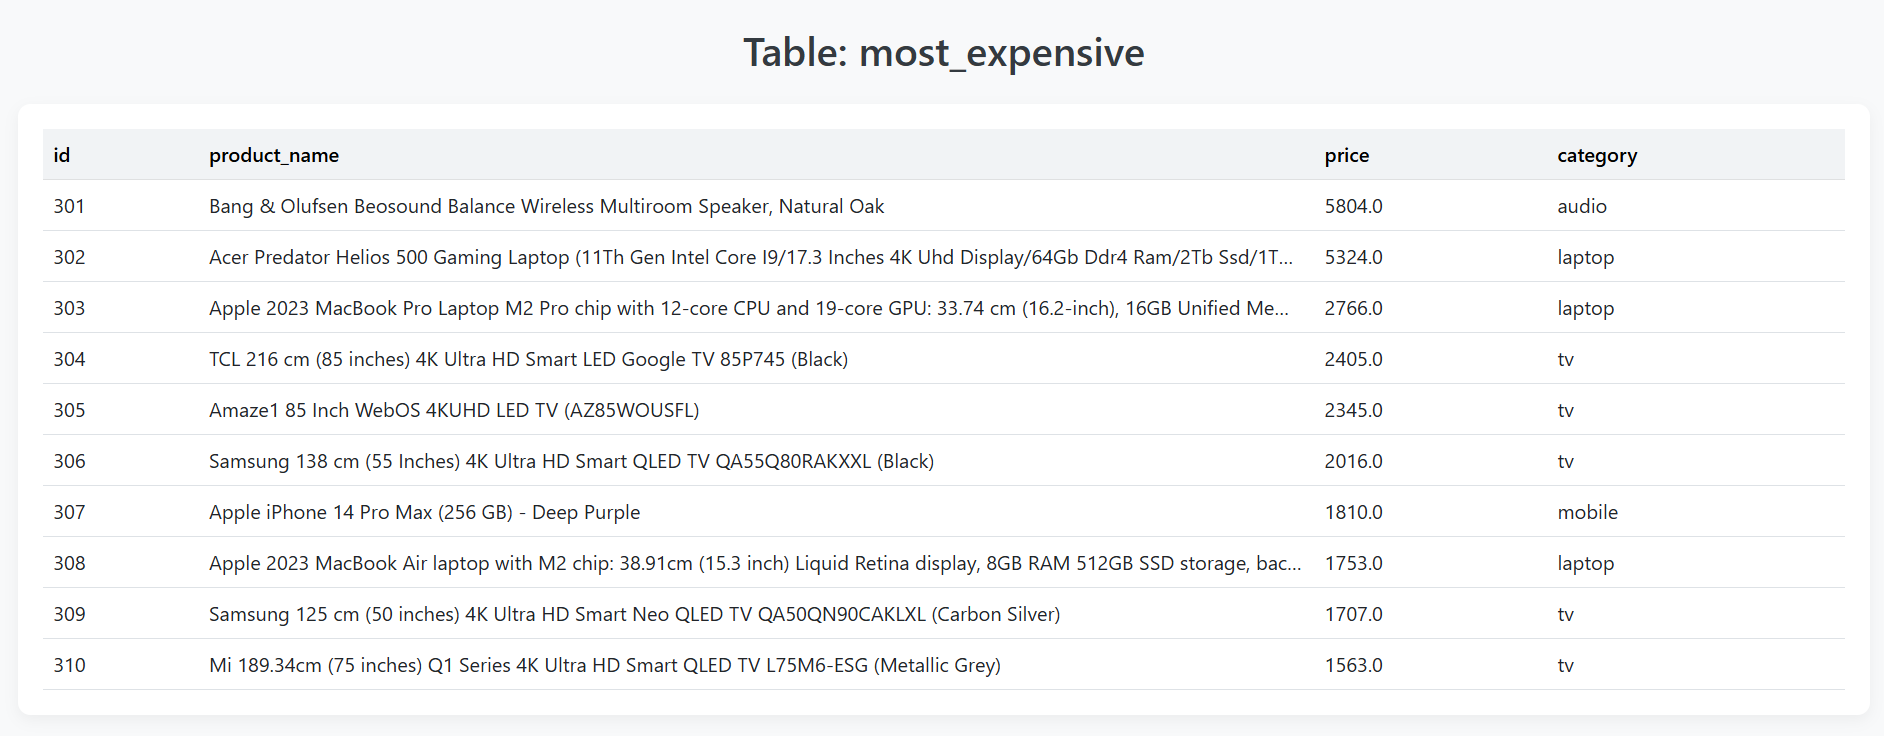 Table: most_expensive
id product_name price category
301 Bang & Olufsen Beosound Balance Wireless Multiroom Speaker, Natural Oak 5804.0 audio
302 Acer Predator Helios 500 Gaming Laptop (11Th Gen Intel Core I9/17.3 Inches 4K Uhd Display/64Gb Ddr4 Ram/2Tb Ssd/1T... 5324.0 laptop
303 Apple 2023 MacBook Pro Laptop M2 Pro chip with 12-core CPU and 19-core GPU: 33.74 cm (16.2-inch), 16GB Unified Me... 2766.0 laptop
304 TCL 216 cm (85 inches) 4K Ultra HD Smart LED Google TV 85P745 (Black) 2405.0 tv
305 Amaze1 85 Inch WebOS 4KUHD LED TV (AZ85WOUSFL) 2345.0 tv
306 Samsung 138 cm (55 Inches) 4K Ultra HD Smart QLED TV QA55Q80RAKXXL (Black) 2016.0 tv
307 Apple iPhone 14 Pro Max (256 GB) - Deep Purple 1810.0 mobile
308 Apple 2023 MacBook Air laptop with M2 chip: 38.91cm (15.3 inch) Liquid Retina display, 8GB RAM 512GB SSD storage, bac... 1753.0 laptop
309 Samsung 125 cm (50 inches) 4K Ultra HD Smart Neo QLED TV QA50QN90CAKLXL (Carbon Silver) 1707.0 tv
310 Mi 189.34cm (75 inches) Q1 Series 4K Ultra HD Smart QLED TV L75M6-ESG (Metallic Grey) 1563.0 tv